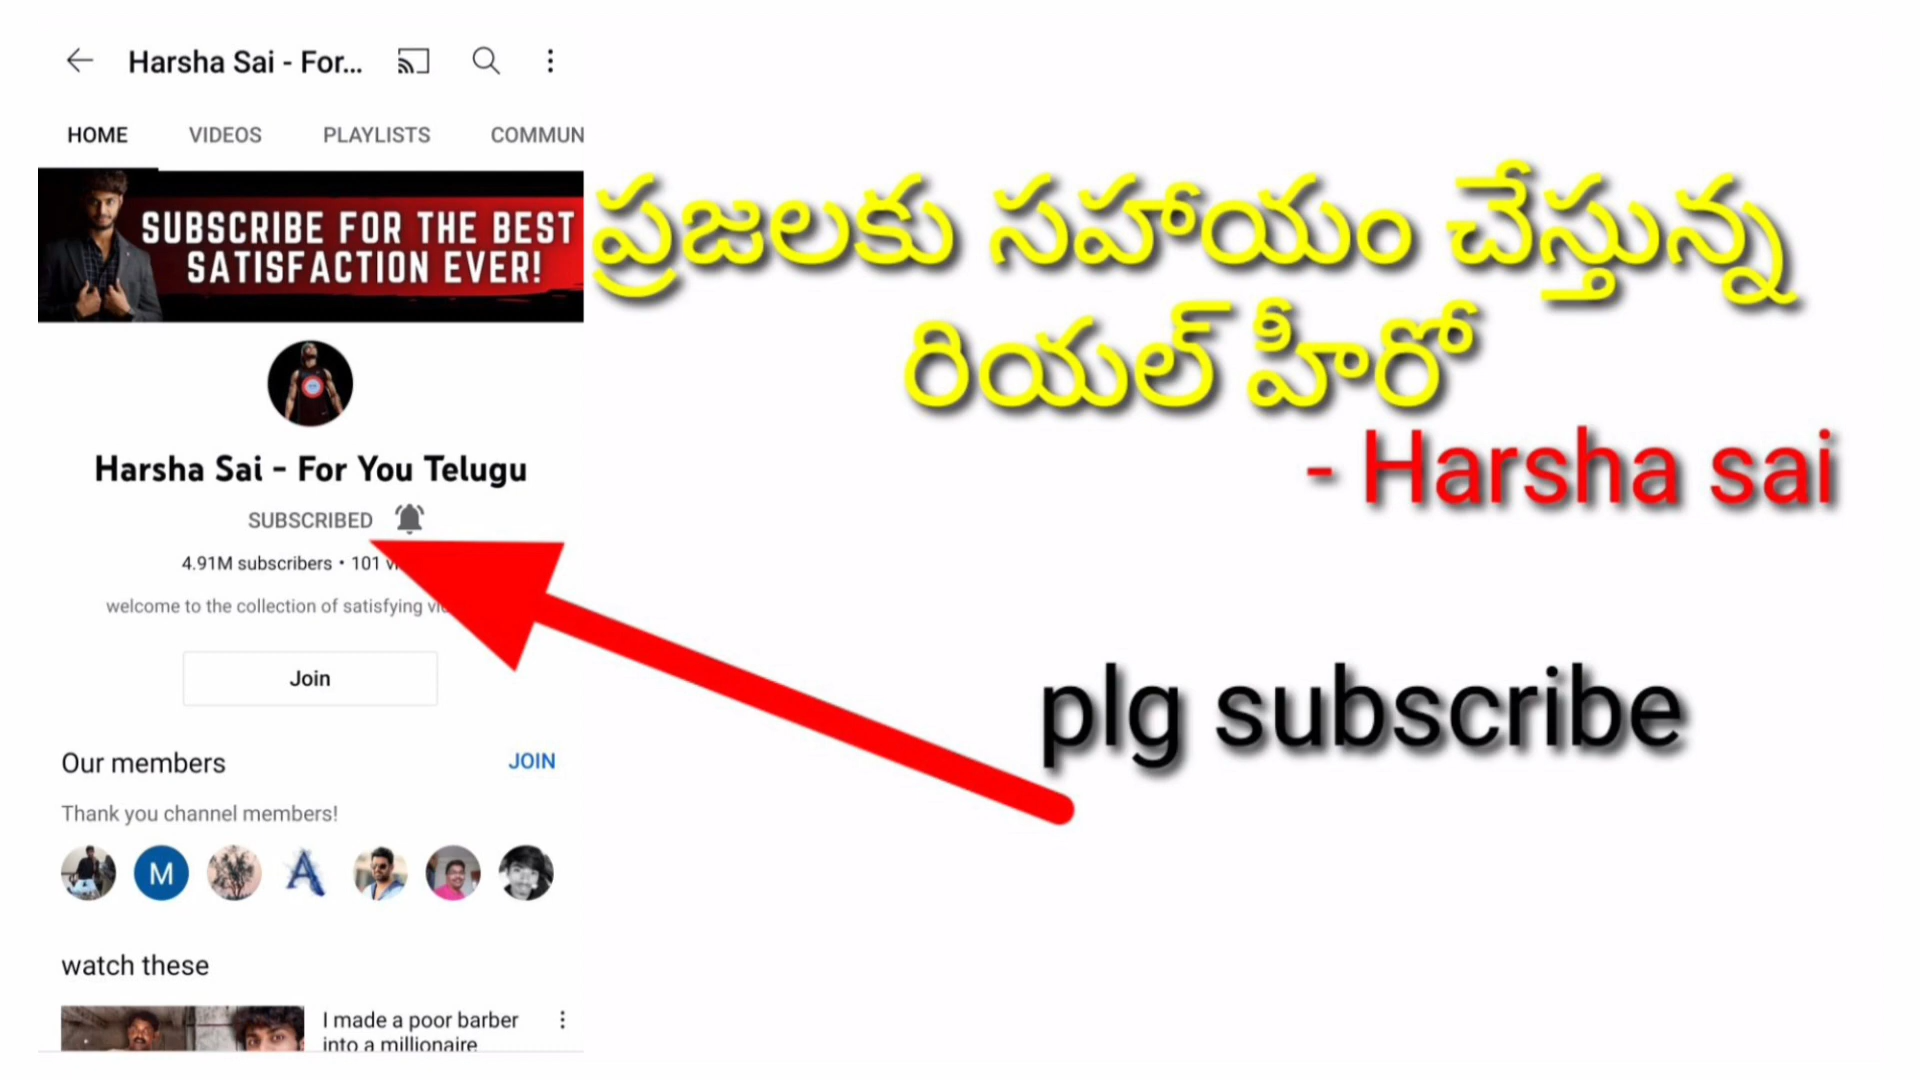 Harsha Sai - For...
HOME VIDEOS PLAYLISTS COMMUN
SUBSCRIBE FOR THE BEST
SATISFACTION EVER!
Harsha Sai - For You Telugu
SUBSCRIBED
4.91M subscribers • 101
welcome to the collection of satisfying
Join
Our members
JOIN
Thank you channel members!
M
A
watch these
I made a poor barber
into a millionaire
ప్రజలకు సహాయం చేస్తున్న
రియల్ హీరో
- Harsha sai
plg subscribe